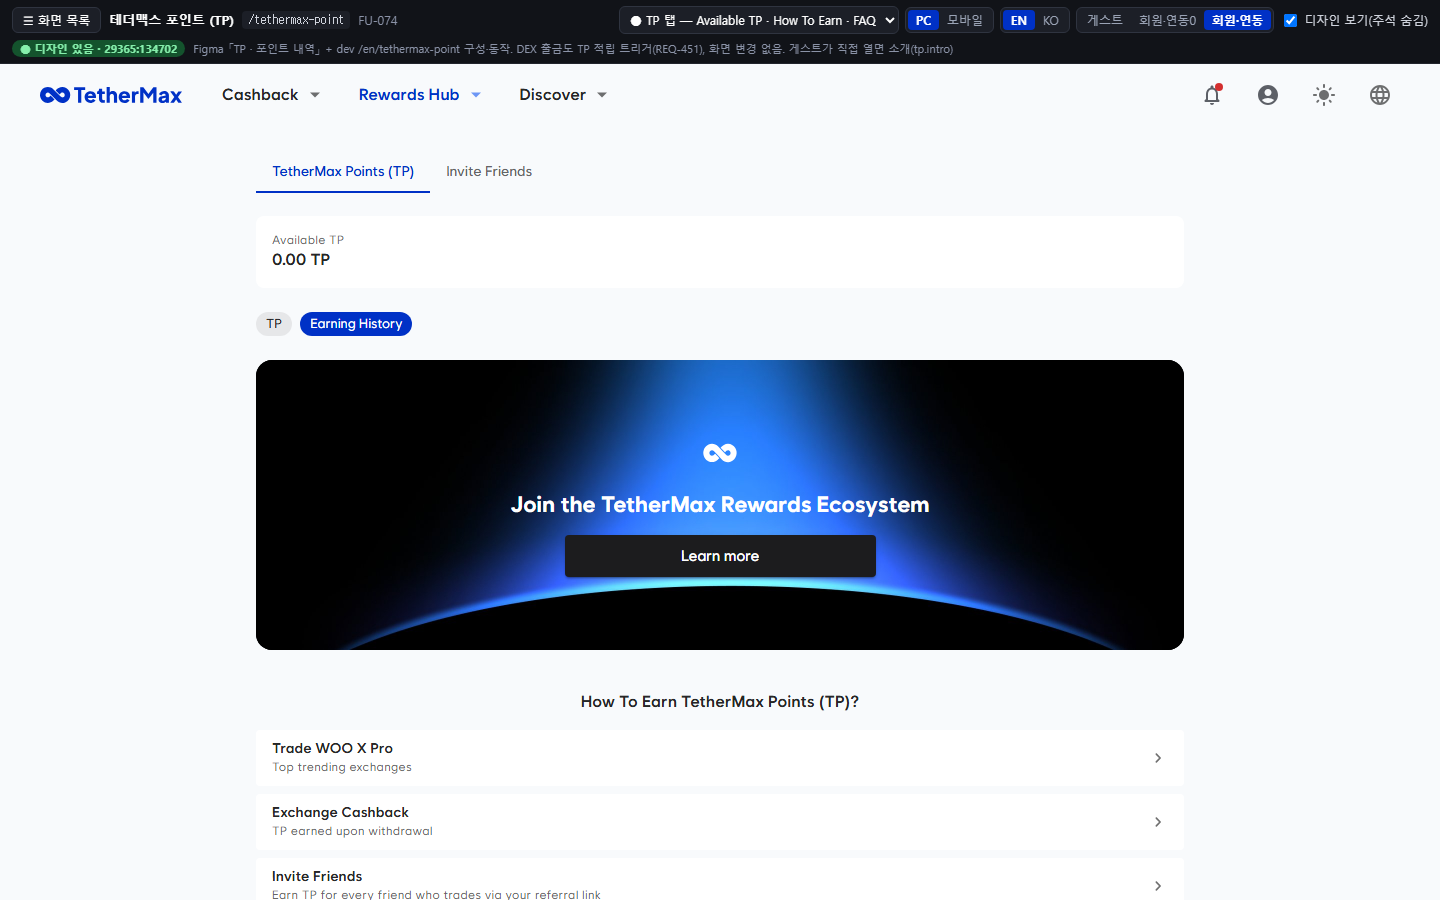 ☰ 화면 목록 테더맥스 포인트 (TP) /tethermax-point FU-074 ● TP 탭 — Available TP · How To Earn · FAQ PC 모바일 EN KO 게스트 회원·연동0 회원·연동 디자인 보기(주석 숨김)
● 디자인 있음 · 29365:134702 Figma 「TP · 포인트 내역」 + dev /en/tethermax-point 구성·동작. DEX 출금도 TP 적립 트리거(REQ-451), 화면 변경 없음. 게스트가 직접 열면 소개(tp.intro)
TetherMax Cashback Rewards Hub Discover
TetherMax Points (TP) Invite Friends
Available TP
0.00 TP
TP Earning History
Join the TetherMax Rewards Ecosystem
Learn more
How To Earn TetherMax Points (TP)?
Trade WOO X Pro
Top trending exchanges
Exchange Cashback
TP earned upon withdrawal
Invite Friends
Earn TP for every friend who trades via your referral link